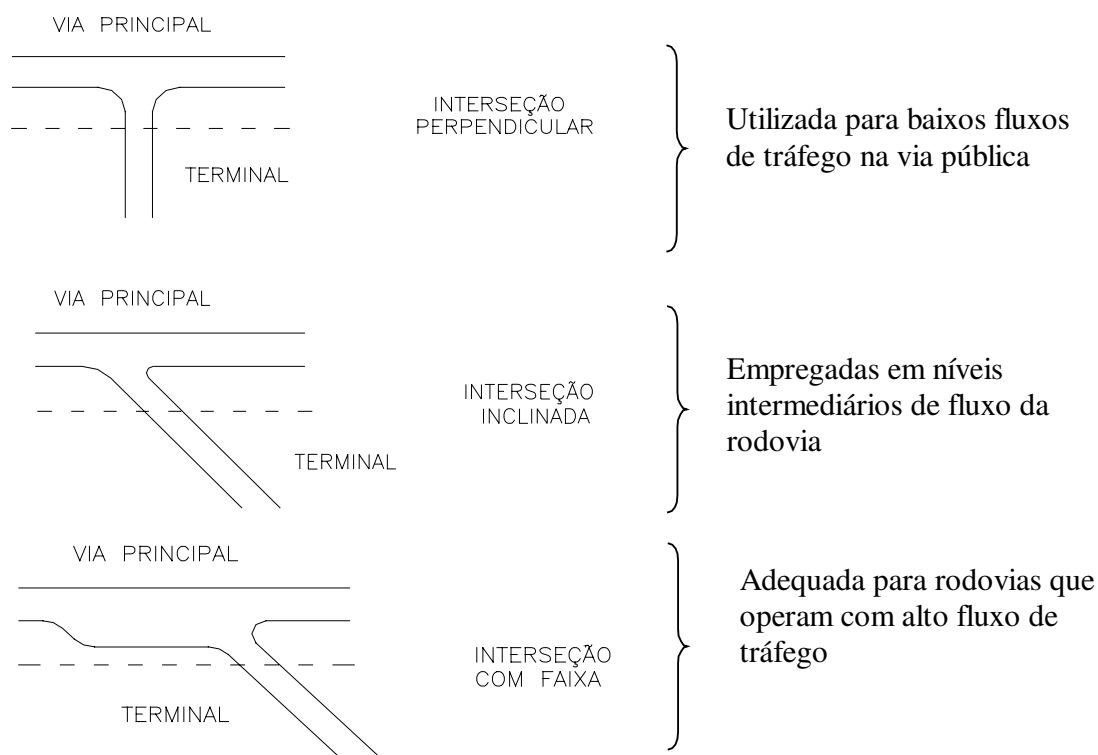 VIA PRINCIPAL
INTERSEÇÃO
PERPENDICULAR
TERMINAL
Utilizada para baixos fluxos
de tráfego na via pública
VIA PRINCIPAL
INTERSEÇÃO
INCLINADA
TERMINAL
Empregadas em níveis
intermediários de fluxo da
rodovia
VIA PRINCIPAL
INTERSEÇÃO
COM FAIXA
TERMINAL
Adequada para rodovias que
operam com alto fluxo de
tráfego